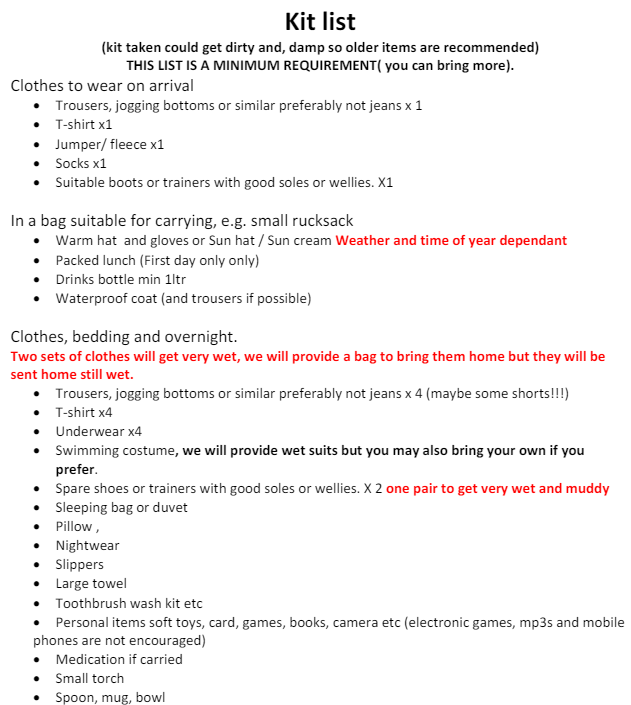 Kit list
(kit taken could get dirty and, damp so older items are recommended)
THIS LIST IS A MINIMUM REQUIREMENT( you can bring more).
Clothes to wear on arrival
• Trousers, jogging bottoms or similar preferably not jeans x 1
• T-shirt x1
• Jumper/ fleece x1
• Socks x1
• Suitable boots or trainers with good soles or wellies. X1
In a bag suitable for carrying, e.g. small rucksack
• Warm hat  and gloves or Sun hat / Sun cream Weather and time of year dependant
• Packed lunch (First day only only)
• Drinks bottle min 1ltr
• Waterproof coat (and trousers if possible)
Clothes, bedding and overnight.
Two sets of clothes will get very wet, we will provide a bag to bring them home but they will be
sent home still wet.
• Trousers, jogging bottoms or similar preferably not jeans x 4 (maybe some shorts!!!)
• T-shirt x4
• Underwear x4
• Swimming costume, we will provide wet suits but you may also bring your own if you
prefer.
• Spare shoes or trainers with good soles or wellies. X 2 one pair to get very wet and muddy
• Sleeping bag or duvet
• Pillow ,
• Nightwear
• Slippers
• Large towel
• Toothbrush wash kit etc
• Personal items soft toys, card, games, books, camera etc (electronic games, mp3s and mobile
phones are not encouraged)
• Medication if carried
• Small torch
• Spoon, mug, bowl